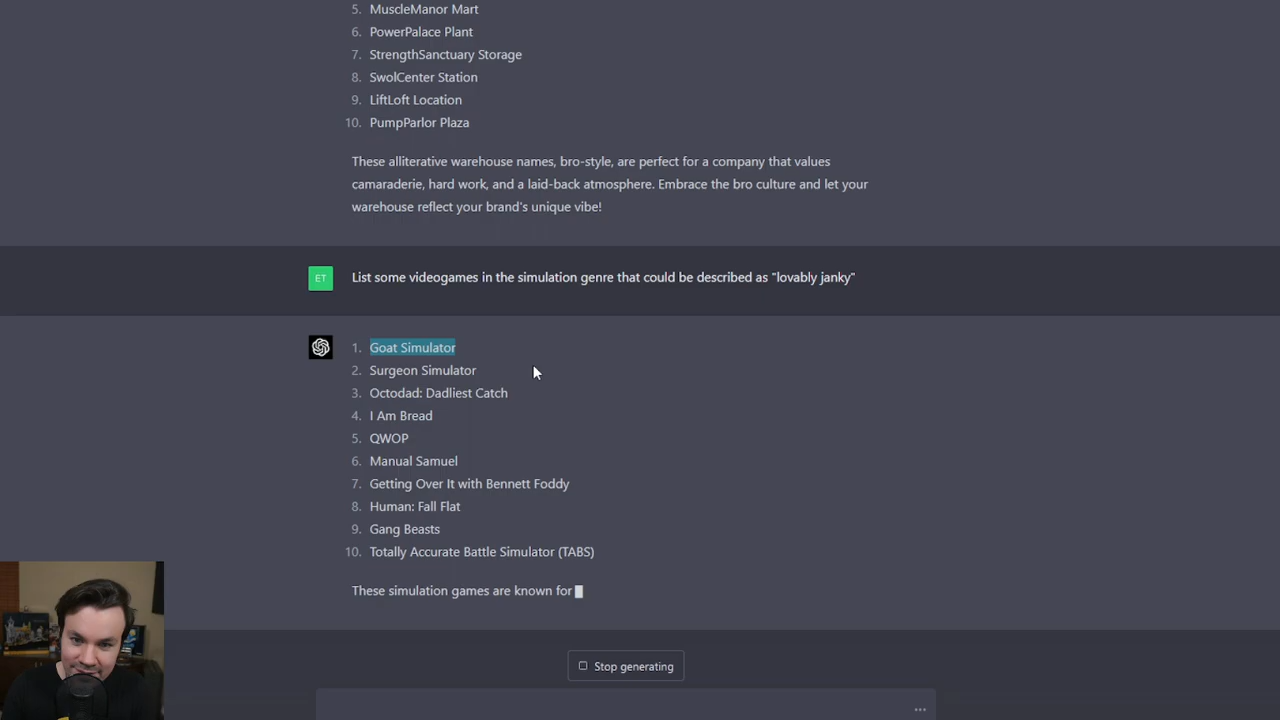 5. MuscleManor Mart
6. PowerPalace Plant
7. StrengthSanctuary Storage
8. SwolCenter Station
9. LiftLoft Location
10. PumpParlor Plaza
These alliterative warehouse names, bro-style, are perfect for a company that values
camaraderie, hard work, and a laid-back atmosphere. Embrace the bro culture and let your
warehouse reflect your brand's unique vibe!
ET
List some videogames in the simulation genre that could be described as "lovably janky"
1. Goat Simulator
2. Surgeon Simulator
3. Octodad: Dadliest Catch
4. I Am Bread
5. QWOP
6. Manual Samuel
7. Getting Over It with Bennett Foddy
8. Human: Fall Flat
9. Gang Beasts
10. Totally Accurate Battle Simulator (TABS)
These simulation games are known for
Stop generating